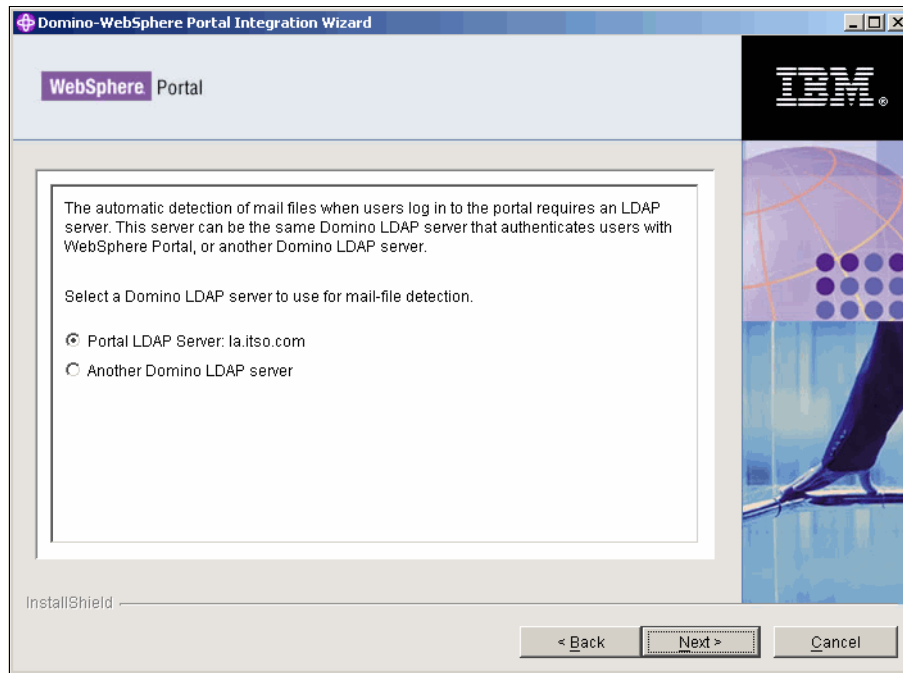 Domino-WebSphere Portal Integration Wizard
WebSphere Portal
IBM®
The automatic detection of mail files when users log in to the portal requires an LDAP
server. This server can be the same Domino LDAP server that authenticates users with
WebSphere Portal, or another Domino LDAP server.
Select a Domino LDAP server to use for mail-file detection.
Portal LDAP Server: la.itso.com
Another Domino LDAP server
InstallShield
< Back
Next >
Cancel